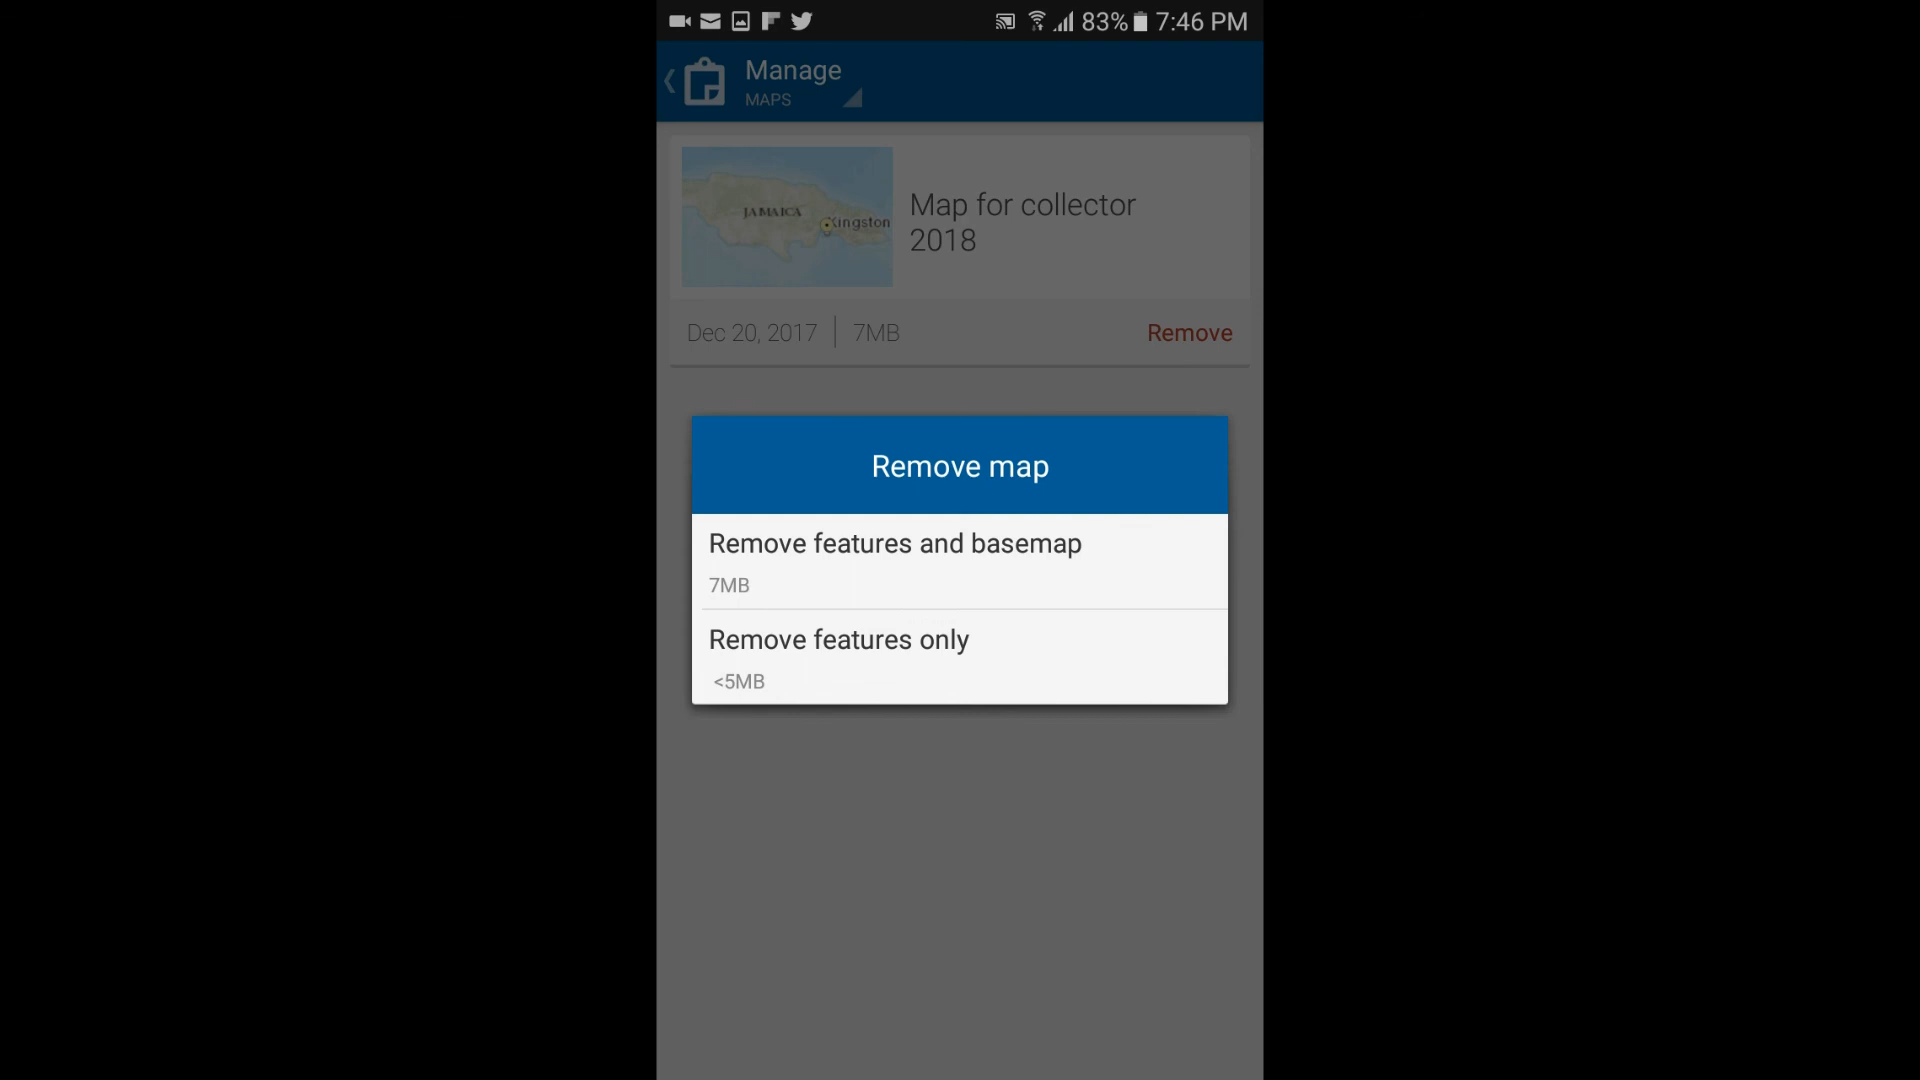 83% 7:46 PM
Manage
MAPS
JAMAICA
Kingston
Map for collector
2018
Dec 20, 2017 7MB Remove
Remove map
Remove features and basemap
7MB
Remove features only
<5MB